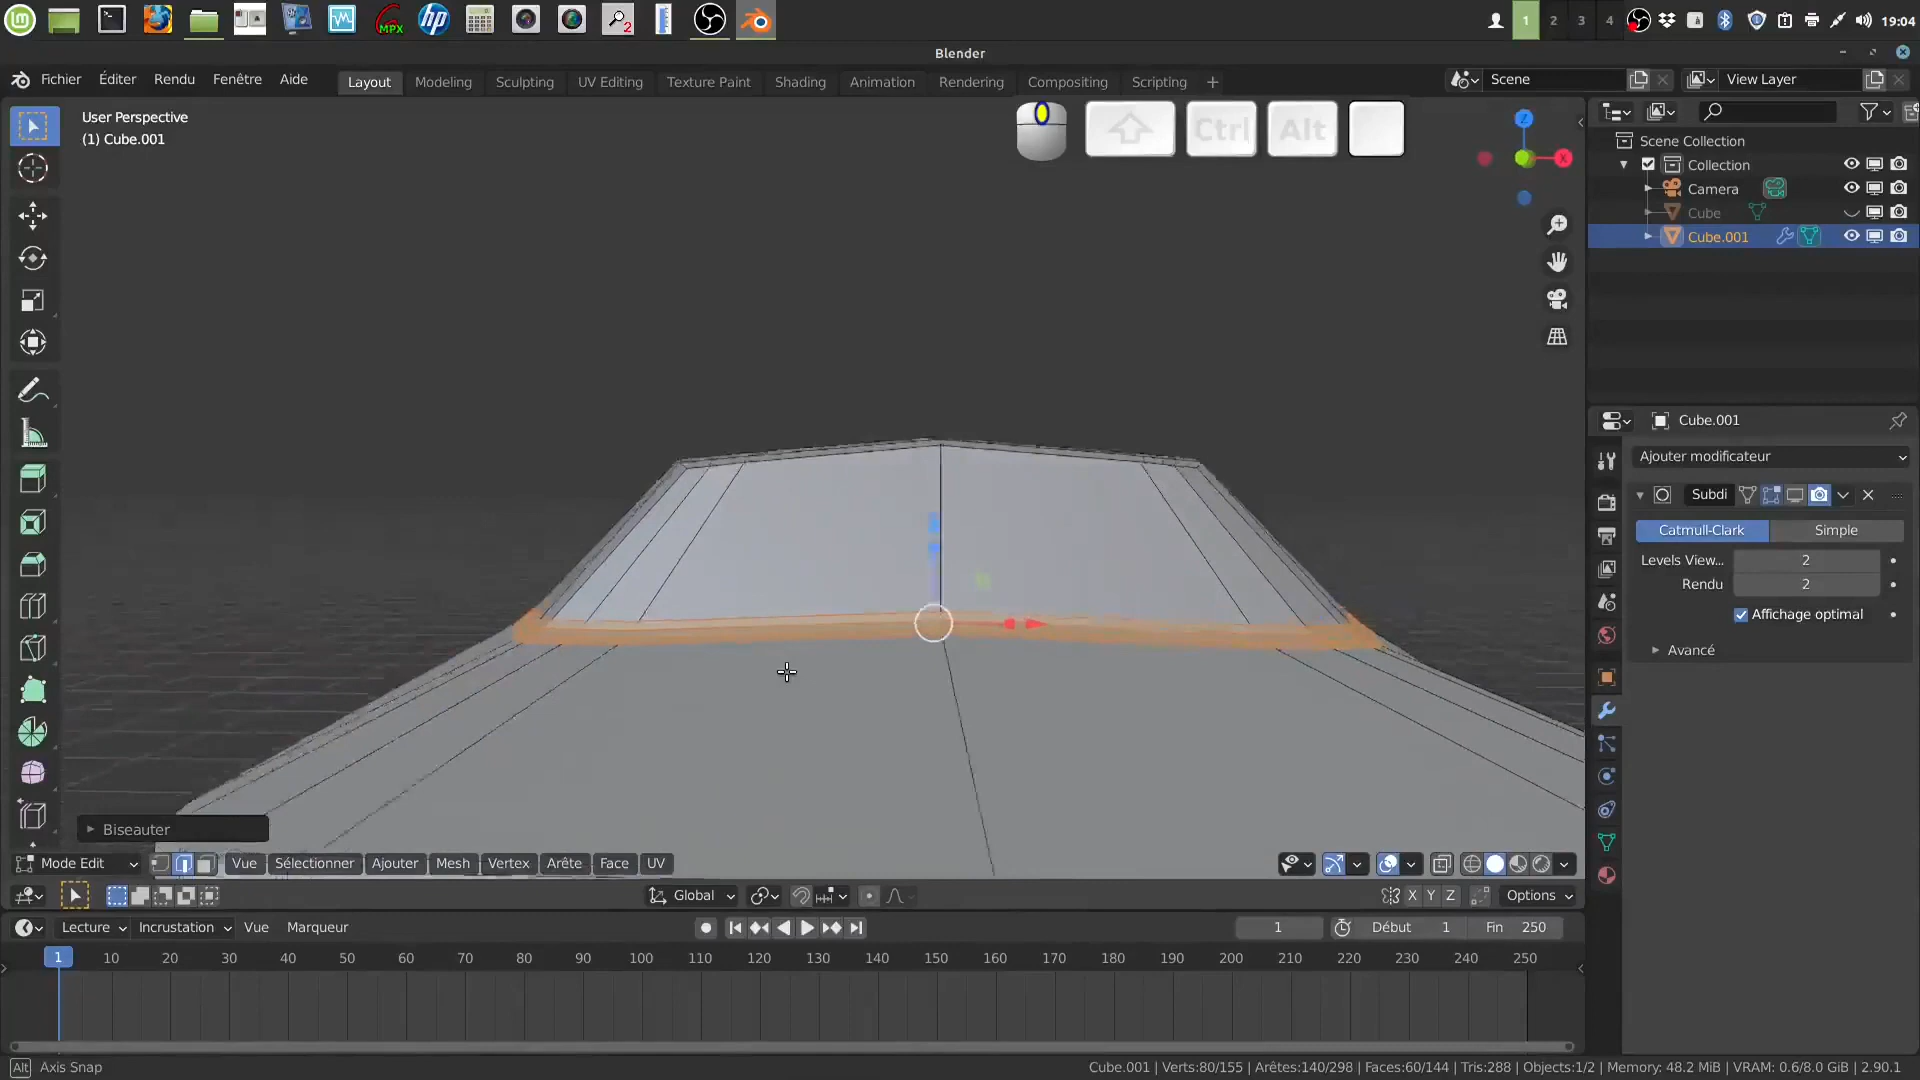 MPX
hp
2
1
2
3
4
19:04
Blender
Fichier
Éditer
Rendu
Fenêtre
Aide
Layout
Modeling
Sculpting
UV Editing
Texture Paint
Shading
Animation
Rendering
Compositing
Scripting
+
Scene
View Layer
User Perspective
(1) Cube.001
Ctrl
Alt
Z
X
Scene Collection
Collection
Camera
Cube
Cube.001
Cube.001
Ajouter modificateur
Subdi
Catmull-Clark
Simple
Levels View...
2
Rendu
2
Affichage optimal
Avancé
Biseauter
Mode Edit
Vue
Sélectionner
Ajouter
Mesh
Vertex
Arête
Face
UV
Global
X
Y
Z
Options
Lecture
Incrustation
Vue
Marqueur
1
Début
1
Fin
250
1
10
20
30
40
50
60
70
80
90
100
110
120
130
140
150
160
170
180
190
200
210
220
230
240
250
Alt
Axis Snap
Cube.001 | Verts:80/155 | Arêtes:140/298 | Faces:60/144 | Tris:288 | Objects:1/2 | Memory: 48.2 MiB | VRAM: 0.6/8.0 GiB | 2.90.1